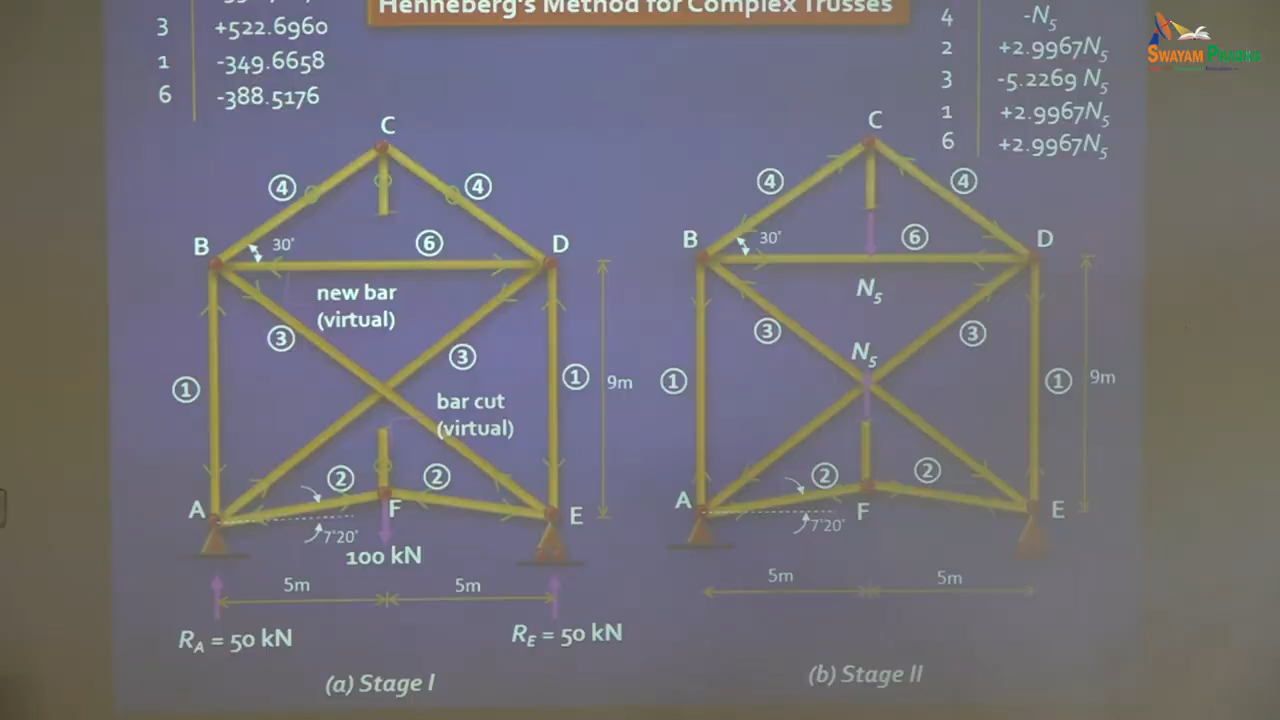 Henneberg's Method for Complex Trusses
3 +522.6960
1 -349.6658
6 -388.5176
4 -N5
2 +2.9967N5
3 -5.2269 N5
1 +2.9967N5
6 +2.9967N5
SWAYAM PRABHA
C
4 4
B 30° 6 D
new bar
(virtual)
3 3
1 1 9m
bar cut
(virtual)
2 2
A F E
7°20'
100 kN
5m 5m
RA = 50 kN RE = 50 kN
(a) Stage I
C
4 4
B 30° 6 D
N5
3 N5 3
1 1 9m
2 2
A F E
7°20'
5m 5m
(b) Stage II